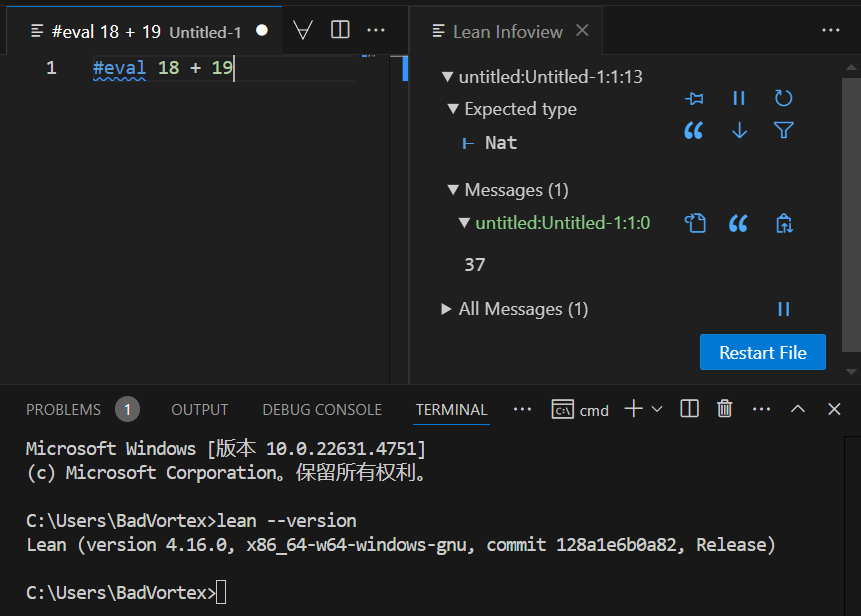 #eval 18 + 19 Untitled-1
1 #eval 18 + 19
Lean Infoview
untitled:Untitled-1:1:13
Expected type
⊢ Nat
Messages (1)
untitled:Untitled-1:1:0
37
All Messages (1)
Restart File
PROBLEMS 1 OUTPUT DEBUG CONSOLE TERMINAL cmd
Microsoft Windows [版本 10.0.22631.4751]
(c) Microsoft Corporation。保留所有权利。
C:\Users\BadVortex>lean --version
Lean (version 4.16.0, x86_64-w64-windows-gnu, commit 128a1e6b0a82, Release)
C:\Users\BadVortex>